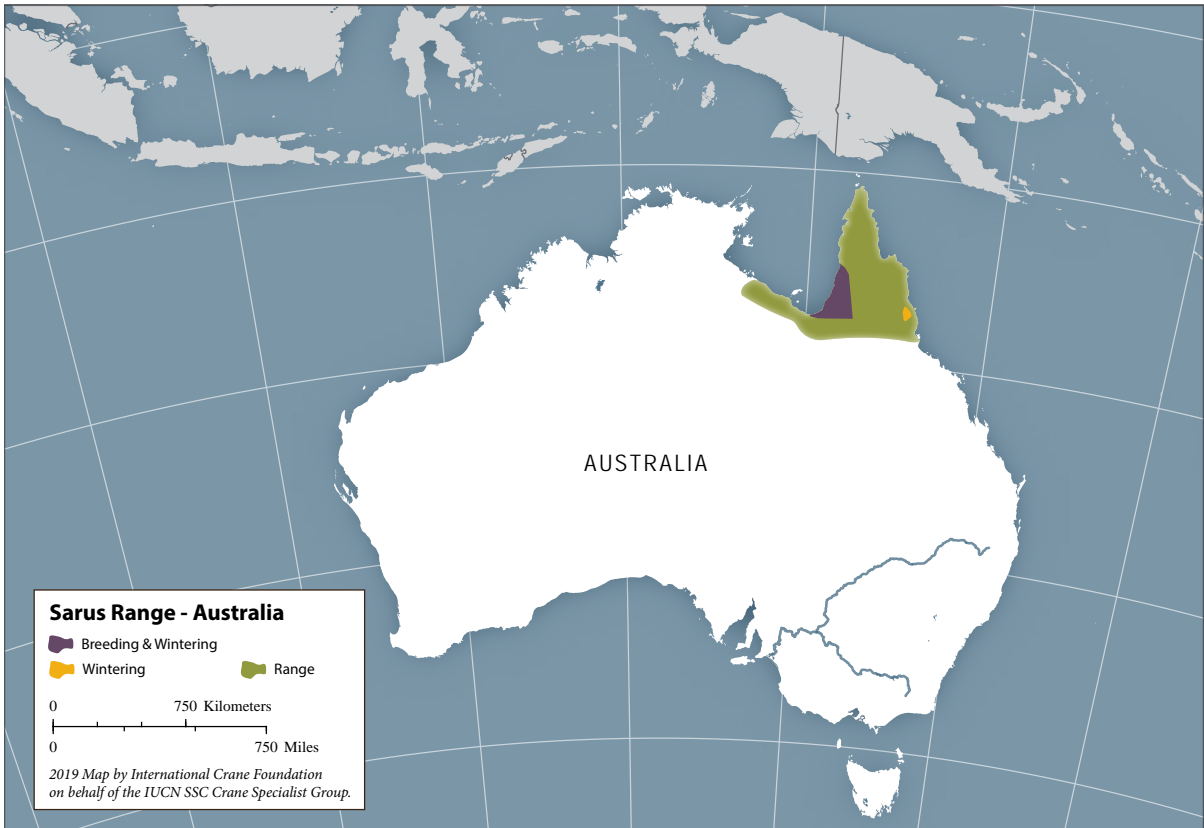 AUSTRALIA
Sarus Range - Australia
Breeding & Wintering
Wintering Range
0 750 Kilometers
0 750 Miles
2019 Map by International Crane Foundation
on behalf of the IUCN SSC Crane Specialist Group.